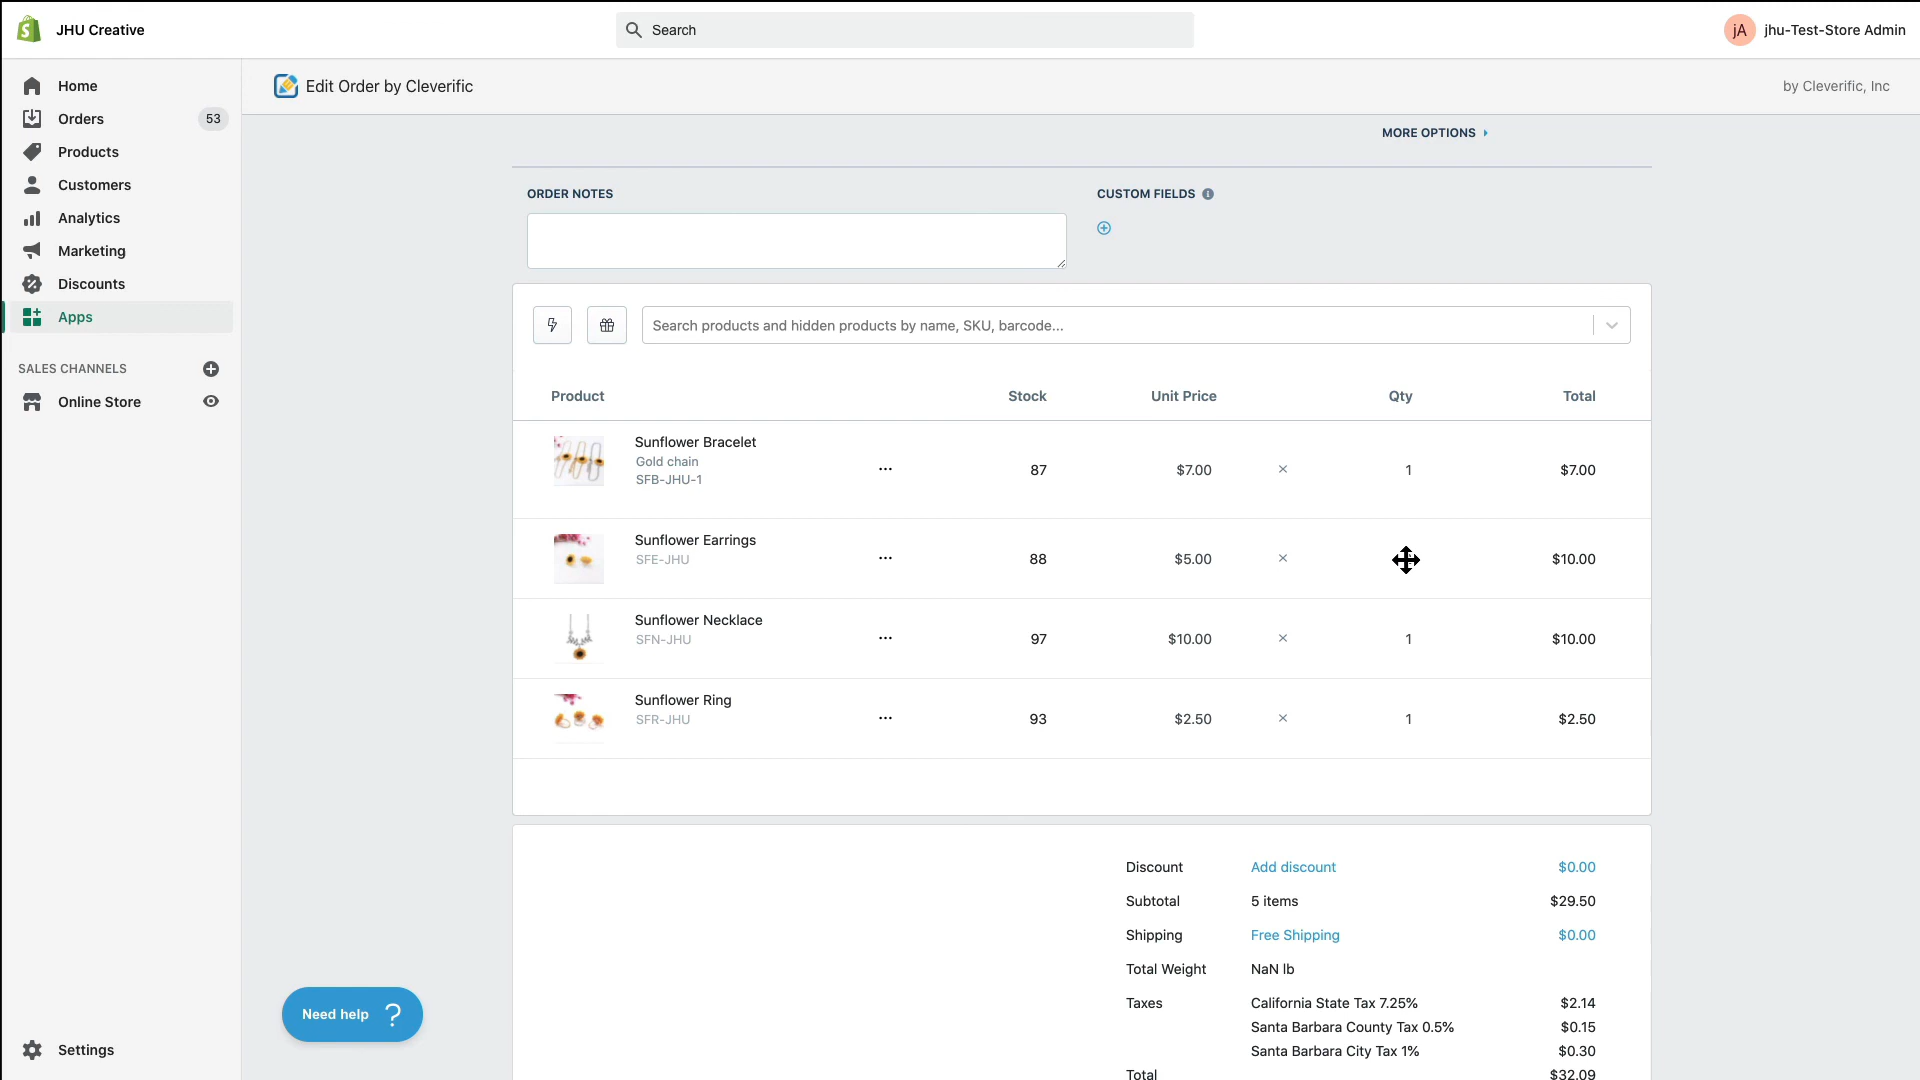 JHU Creative
Search
jA
jhu-Test-Store Admin
Home
Orders 53
Products
Customers
Analytics
Marketing
Discounts
Apps
SALES CHANNELS
Online Store
Settings
Edit Order by Cleverific
by Cleverific, Inc
MORE OPTIONS
ORDER NOTES
CUSTOM FIELDS
Search products and hidden products by name, SKU, barcode...
Product Stock Unit Price Qty Total
Sunflower Bracelet
Gold chain
SFB-JHU-1
... 87 $7.00 × 1 $7.00
Sunflower Earrings
SFE-JHU
... 88 $5.00 × $10.00
Sunflower Necklace
SFN-JHU
... 97 $10.00 × 1 $10.00
Sunflower Ring
SFR-JHU
... 93 $2.50 × 1 $2.50
Discount Add discount $0.00
Subtotal 5 items $29.50
Shipping Free Shipping $0.00
Total Weight NaN lb
Taxes California State Tax 7.25% $2.14
Santa Barbara County Tax 0.5% $0.15
Santa Barbara City Tax 1% $0.30
Total $32.09
Need help ?